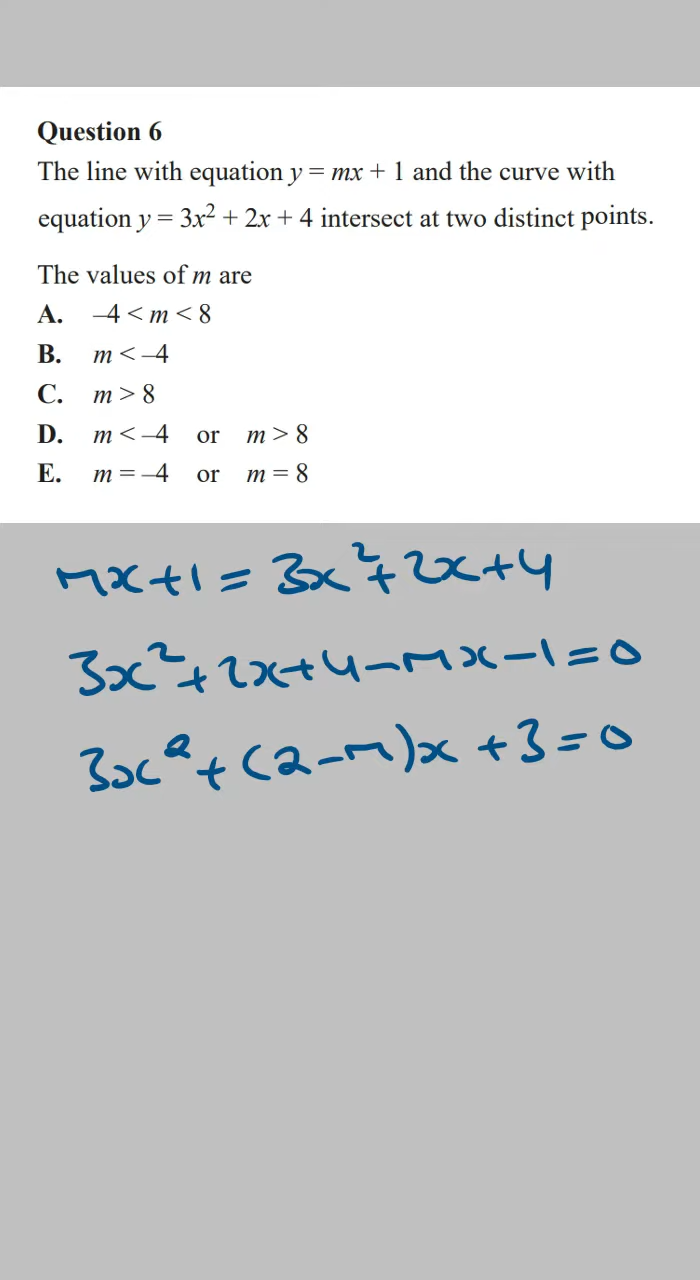 Question 6
The line with equation y = mx + 1 and the curve with
equation y = 3x² + 2x + 4 intersect at two distinct points.
The values of m are
A. –4 < m < 8
B. m < –4
C. m > 8
D. m < –4 or m > 8
E. m = –4 or m = 8
mx+1 = 3x²+2x+4
3x²+2x+4-mx-1=0
3x²+(2-m)x+3=0